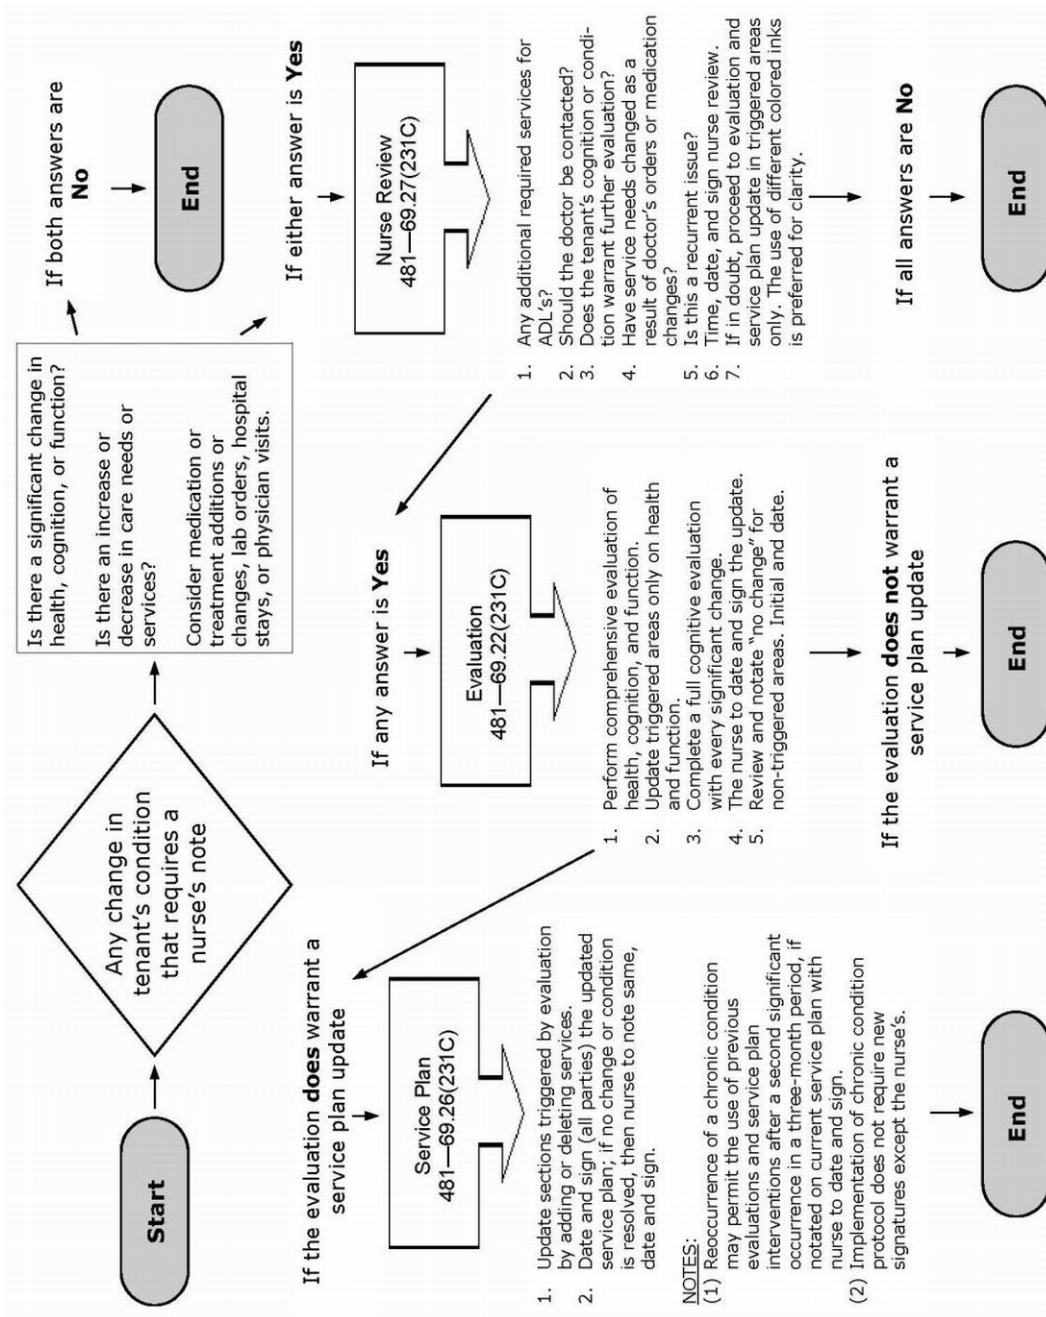 Start
Any change in
tenant's condition
that requires a
nurse's note
Is there a significant change in
health, cognition, or function?
Is there an increase or
decrease in care needs or
services?
Consider medication or
treatment additions or
changes, lab orders, hospital
stays, or physician visits.
If both answers are
No
End
If either answer is Yes
Nurse Review
481—69.27(231C)
1. Any additional required services for
ADL's?
2. Should the doctor be contacted?
3. Does the tenant's cognition or condi-
tion warrant further evaluation?
4. Have service needs changed as a
result of doctor's orders or medication
changes?
5. Is this a recurrent issue?
6. Time, date, and sign nurse review.
7. If in doubt, proceed to evaluation and
service plan update in triggered areas
only. The use of different colored inks
is preferred for clarity.
If all answers are No
End
If any answer is Yes
Evaluation
481—69.22(231C)
1. Perform comprehensive evaluation of
health, cognition, and function.
2. Update triggered areas only on health
and function.
3. Complete a full cognitive evaluation
with every significant change.
4. The nurse to date and sign the update.
5. Review and notate "no change" for
non-triggered areas. Initial and date.
If the evaluation does not warrant a
service plan update
End
If the evaluation does warrant a
service plan update
Service Plan
481—69.26(231C)
1. Update sections triggered by evaluation
by adding or deleting services.
2. Date and sign (all parties) the updated
service plan; if no change or condition
is resolved, then nurse to note same,
date and sign.
NOTES:
(1) Reoccurrence of a chronic condition
may permit the use of previous
evaluations and service plan
interventions after a second significant
occurrence in a three-month period, if
notated on current service plan with
nurse to date and sign.
(2) Implementation of chronic condition
protocol does not require new
signatures except the nurse's.
End